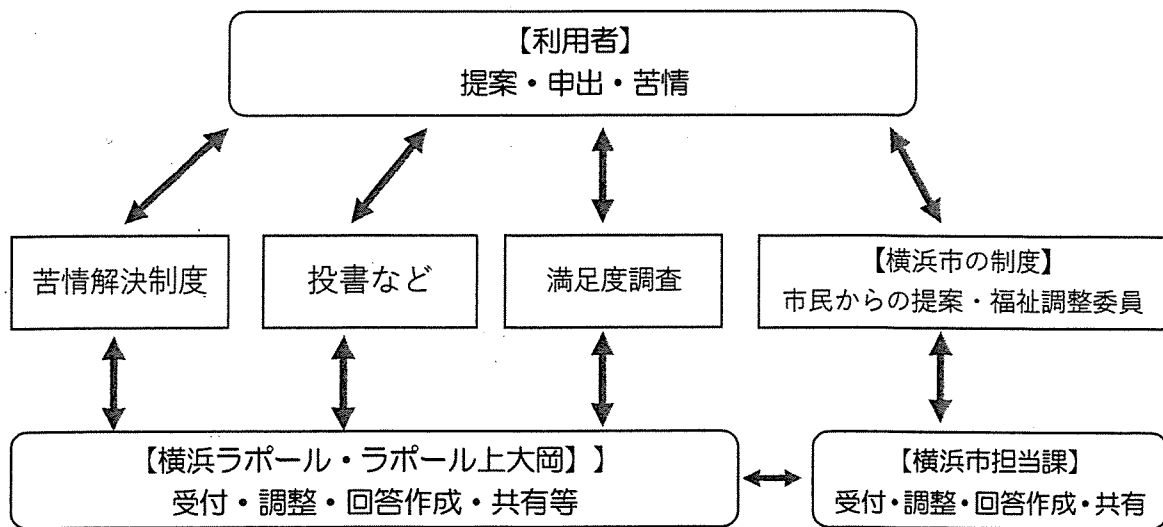 【利用者】
提案・申出・苦情
苦情解決制度
投書など
満足度調査
【横浜市の制度】
市民からの提案・福祉調整委員
【横浜ラポール・ラポール上大岡】】
受付・調整・回答作成・共有等
【横浜市担当課】
受付・調整・回答作成・共有